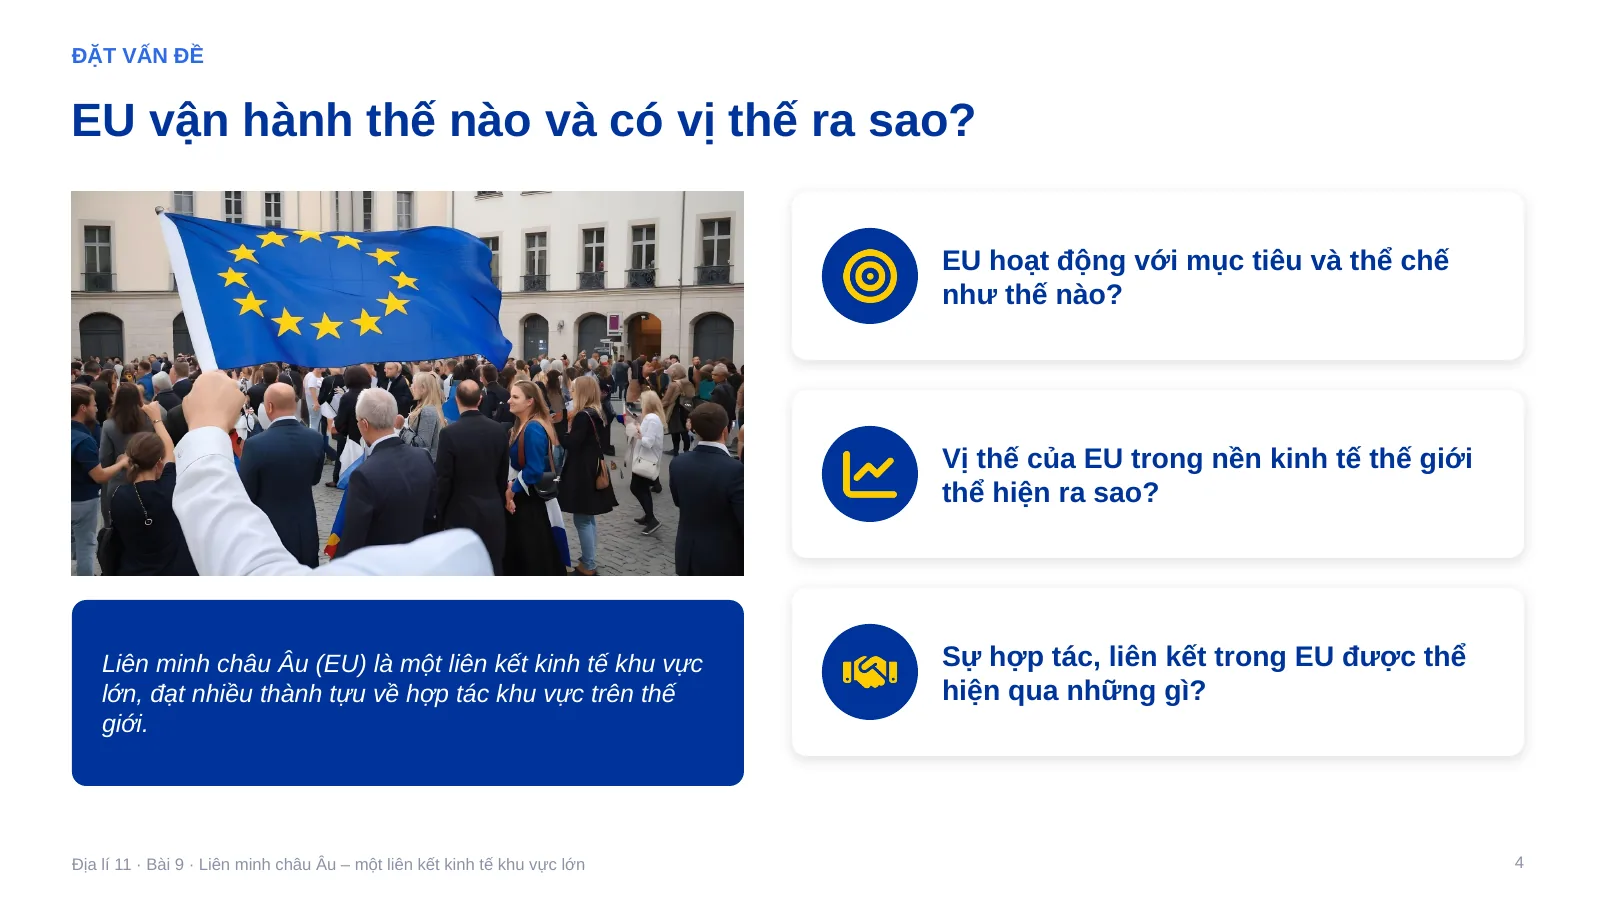 ĐẶT VẤN ĐỀ
EU vận hành thế nào và có vị thế ra sao?
EU hoạt động với mục tiêu và thể chế
như thế nào?
Vị thế của EU trong nền kinh tế thế giới
thể hiện ra sao?
Sự hợp tác, liên kết trong EU được thể
hiện qua những gì?
Liên minh châu Âu (EU) là một liên kết kinh tế khu vực
lớn, đạt nhiều thành tựu về hợp tác khu vực trên thế
giới.
Địa lí 11 · Bài 9 · Liên minh châu Âu – một liên kết kinh tế khu vực lớn
4